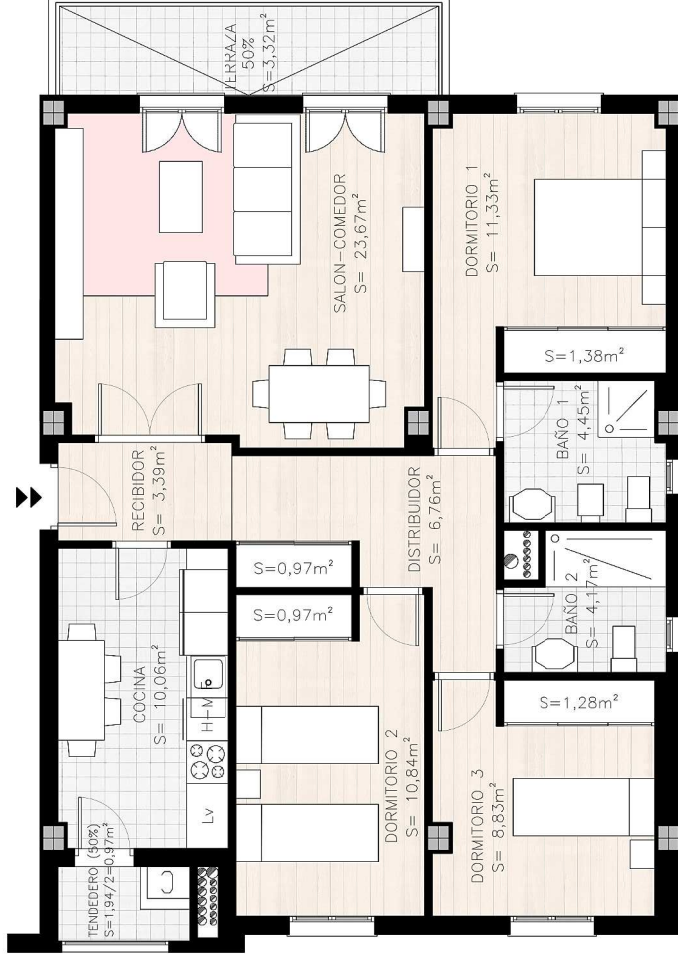 TERRAZA
50%
S=3,32m²
SALON-COMEDOR
S= 23,67m²
DORMITORIO 1
S= 11,33m²
S=1,38m²
BAÑO 1
S= 4,45m²
RECIBIDOR
S= 3,39m²
DISTRIBUIDOR
S= 6,76m²
S=0,97m²
S=0,97m²
BAÑO 2
S= 4,17m²
COCINA
S= 10,06m²
H-M
Lv
S=1,28m²
DORMITORIO 2
S= 10,84m²
DORMITORIO 3
S= 8,83m²
TENDEDERO (50%)
S=1,94/2=0,97m²